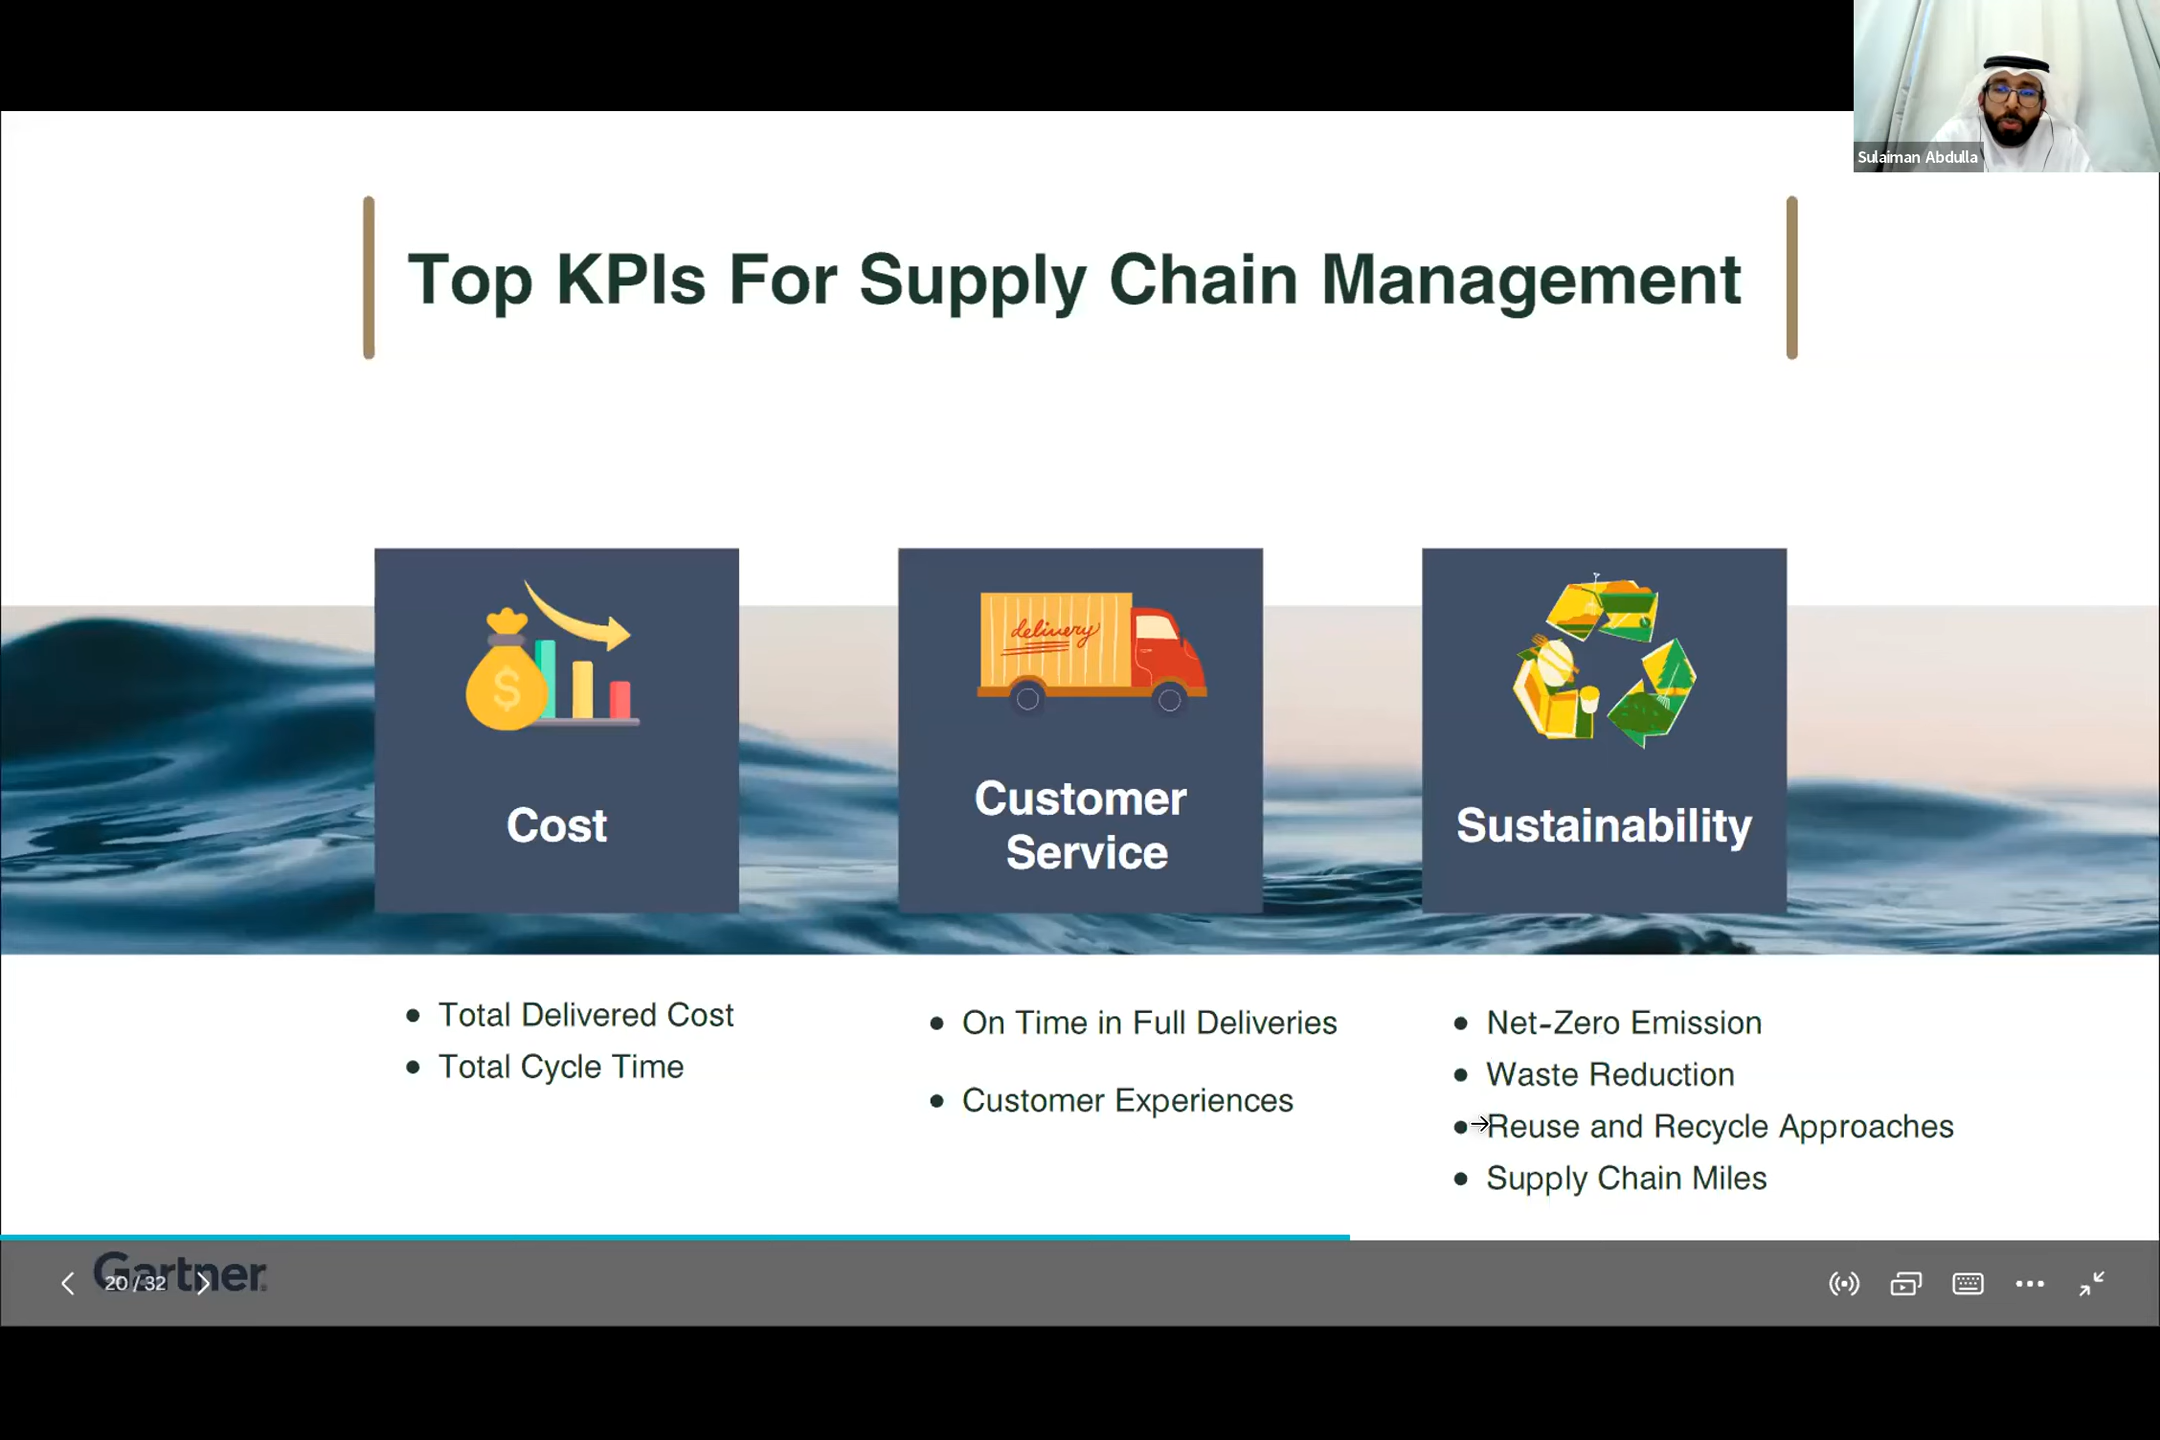 Sulaiman Abdulla
Top KPIs For Supply Chain Management
delivery
Cost
Customer
Service
Sustainability
• Total Delivered Cost
• Total Cycle Time
• On Time in Full Deliveries
• Customer Experiences
• Net-Zero Emission
• Waste Reduction
• Reuse and Recycle Approaches
• Supply Chain Miles
Gartner
20 / 32